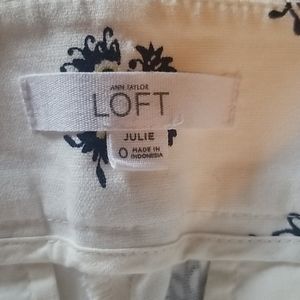 ANN TAYLOR
LOFT
JULIE
0 MADE IN
INDONESIA